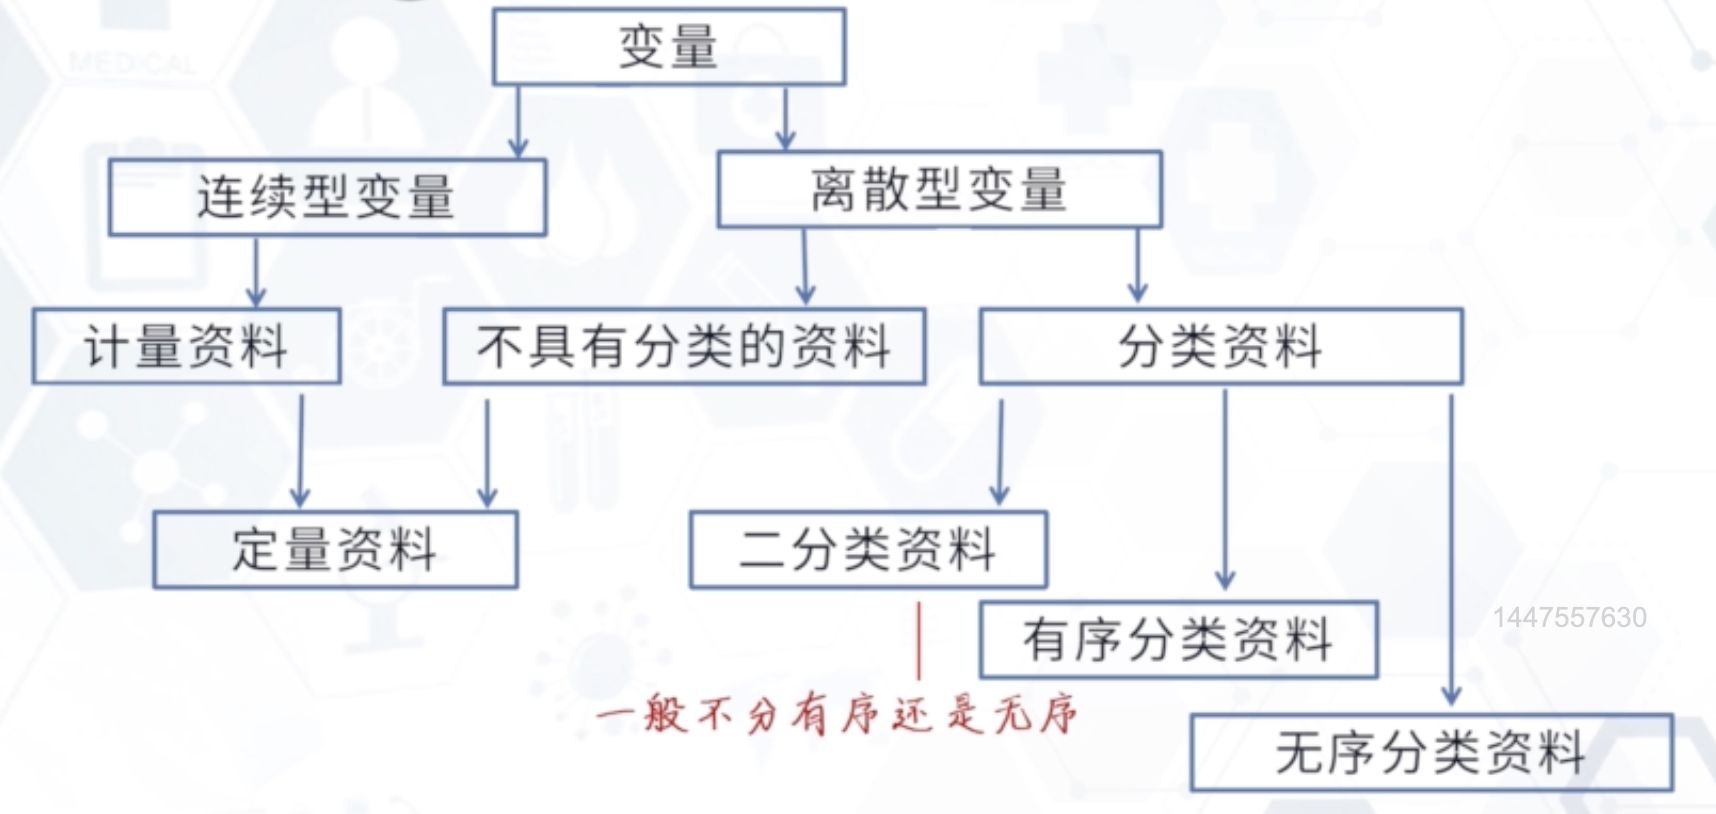 MEDICAL
变量
连续型变量
离散型变量
计量资料
不具有分类的资料
分类资料
定量资料
二分类资料
1447557630
有序分类资料
一般不分有序还是无序
无序分类资料